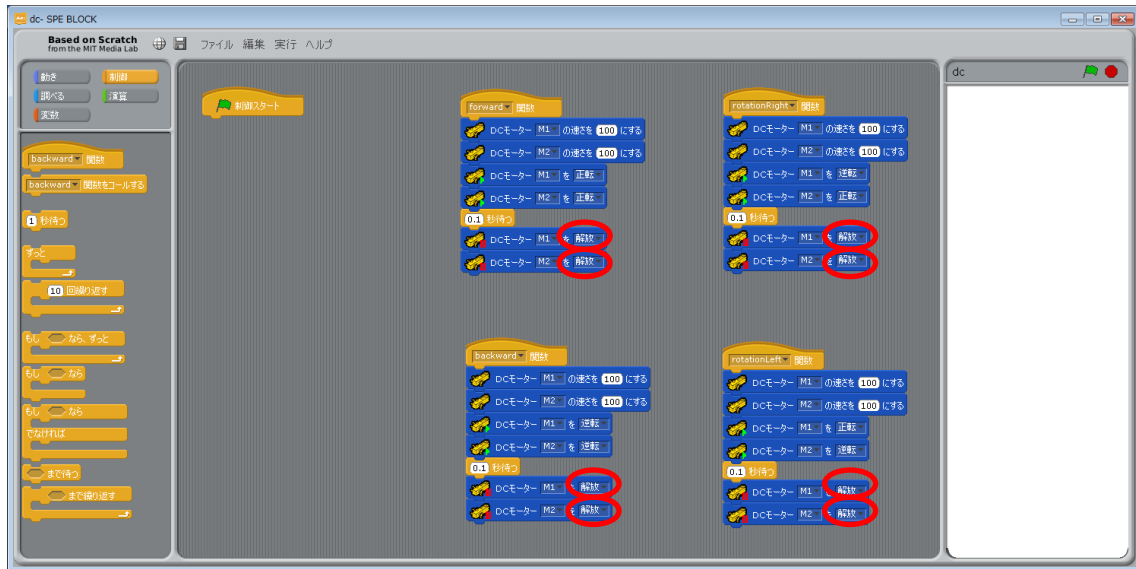 dc- SPE BLOCK
Based on Scratch
from the MIT Media Lab
ファイル 編集 実行 ヘルプ
動き 制御
調べる 演算
変数
backward 関数
backward 関数をコールする
1 秒待つ
ずっと
10 回繰り返す
もし なら、ずっと
もし なら
もし なら
でなければ
まで待つ
まで繰り返す
制御スタート
forward 関数
DCモーター M1 の速さを 100 にする
DCモーター M2 の速さを 100 にする
DCモーター M1 を 正転
DCモーター M2 を 正転
0.1 秒待つ
DCモーター M1 を 解放
DCモーター M2 を 解放
rotationRight 関数
DCモーター M1 の速さを 100 にする
DCモーター M2 の速さを 100 にする
DCモーター M1 を 逆転
DCモーター M2 を 正転
0.1 秒待つ
DCモーター M1 を 解放
DCモーター M2 を 解放
backward 関数
DCモーター M1 の速さを 100 にする
DCモーター M2 の速さを 100 にする
DCモーター M1 を 逆転
DCモーター M2 を 逆転
0.1 秒待つ
DCモーター M1 を 解放
DCモーター M2 を 解放
rotationLeft 関数
DCモーター M1 の速さを 100 にする
DCモーター M2 の速さを 100 にする
DCモーター M1 を 正転
DCモーター M2 を 逆転
0.1 秒待つ
DCモーター M1 を 解放
DCモーター M2 を 解放
dc